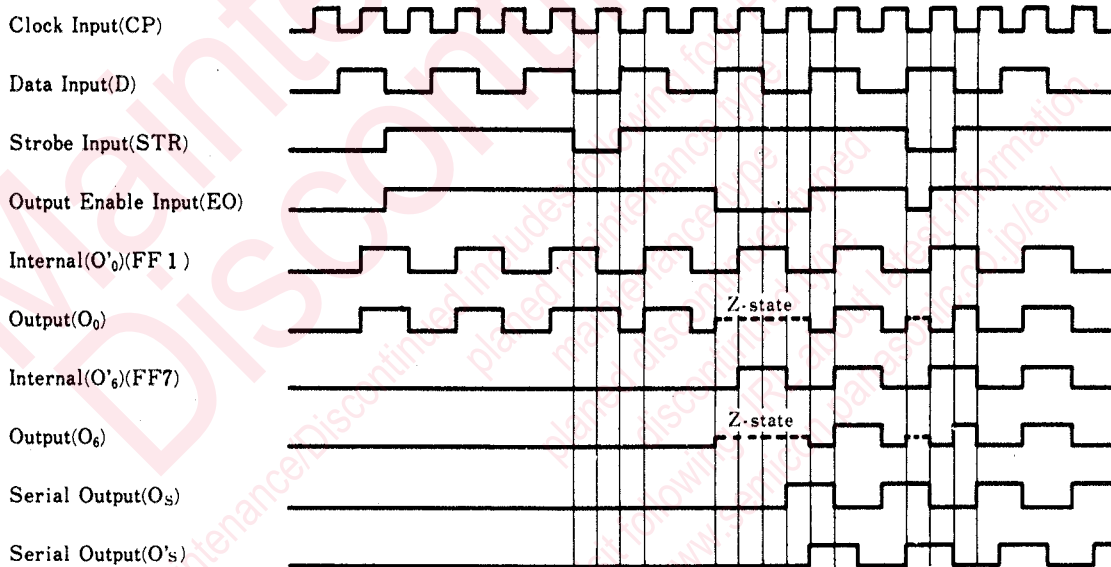 Clock Input(CP)
Data Input(D)
Strobe Input(STR)
Output Enable Input(EO)
Internal(O'₀)(FF 1)
Output(O₀)
Z-state
Internal(O'₆)(FF7)
Output(O₆)
Z-state
Serial Output(Oₛ)
Serial Output(O'ₛ)